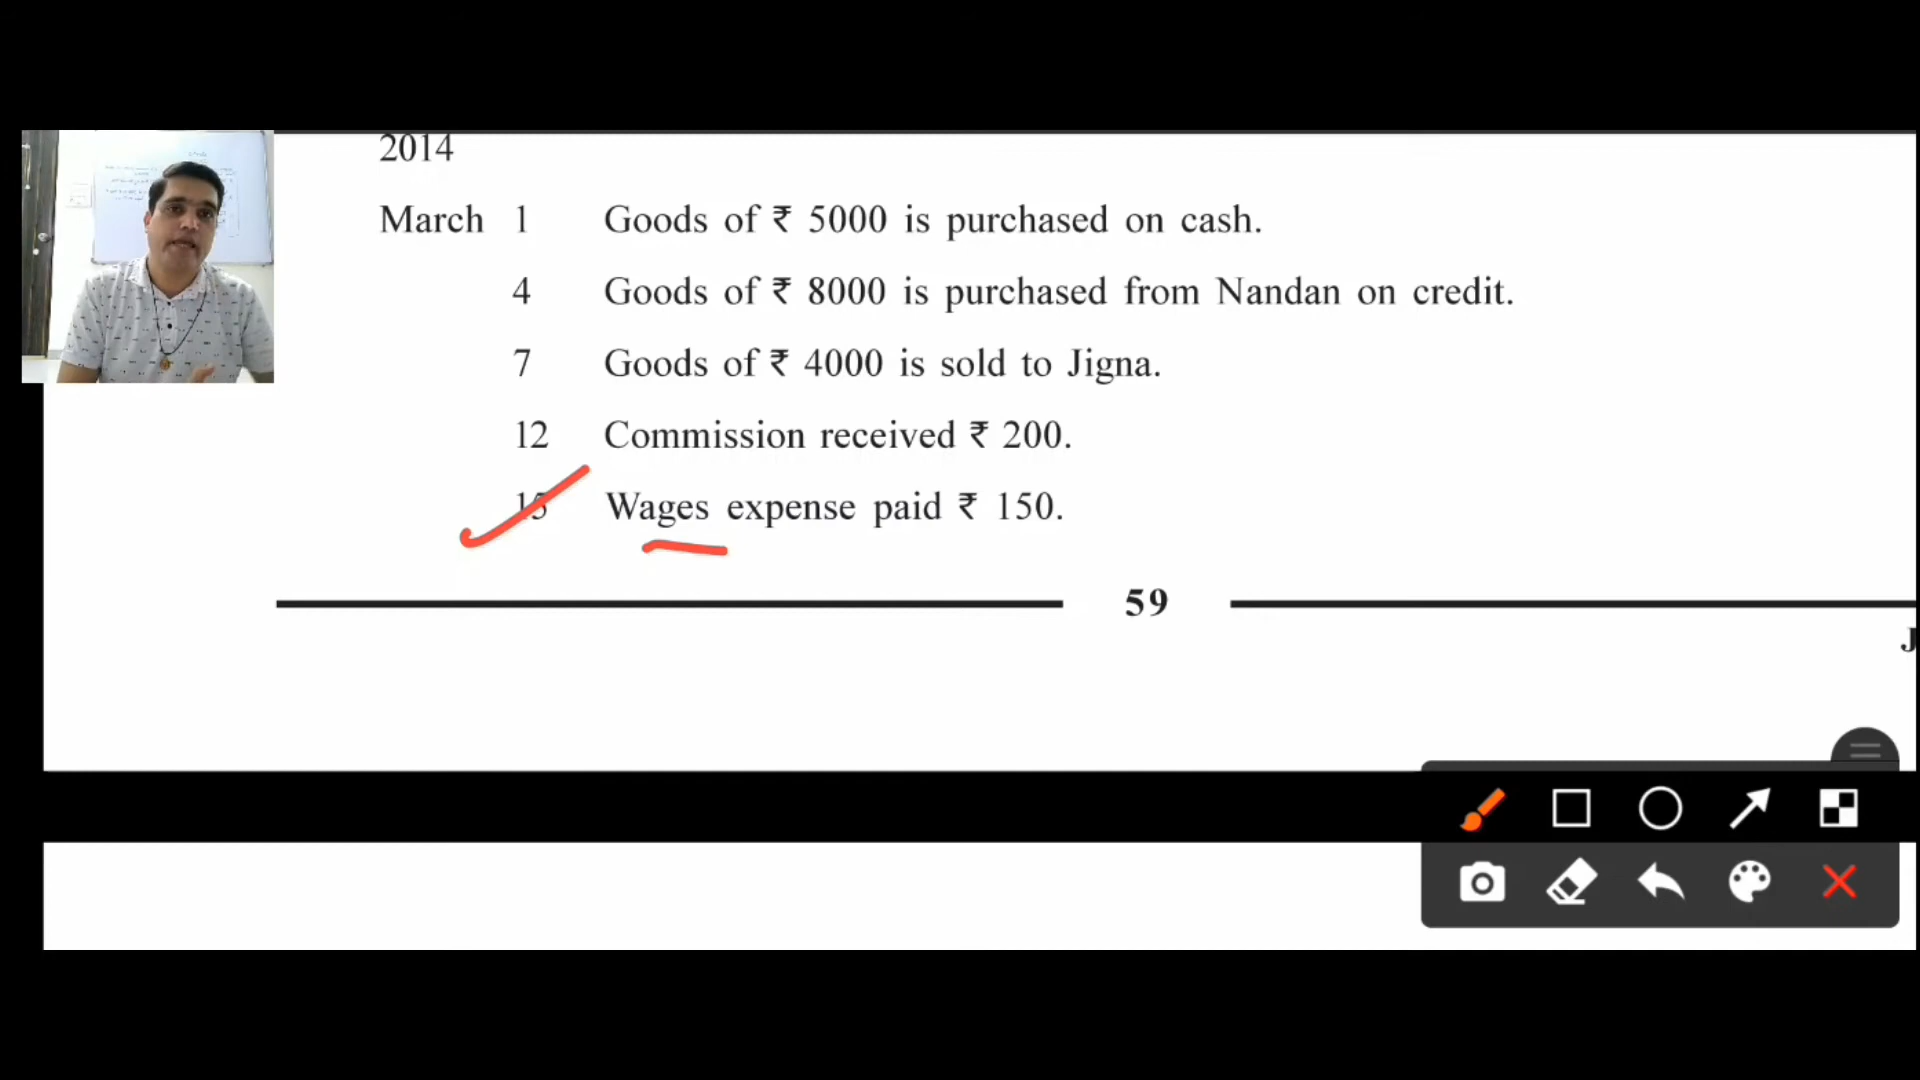 2014
March 1 Goods of ₹ 5000 is purchased on cash.
4 Goods of ₹ 8000 is purchased from Nandan on credit.
7 Goods of ₹ 4000 is sold to Jigna.
12 Commission received ₹ 200.
15 Wages expense paid ₹ 150.
59
J